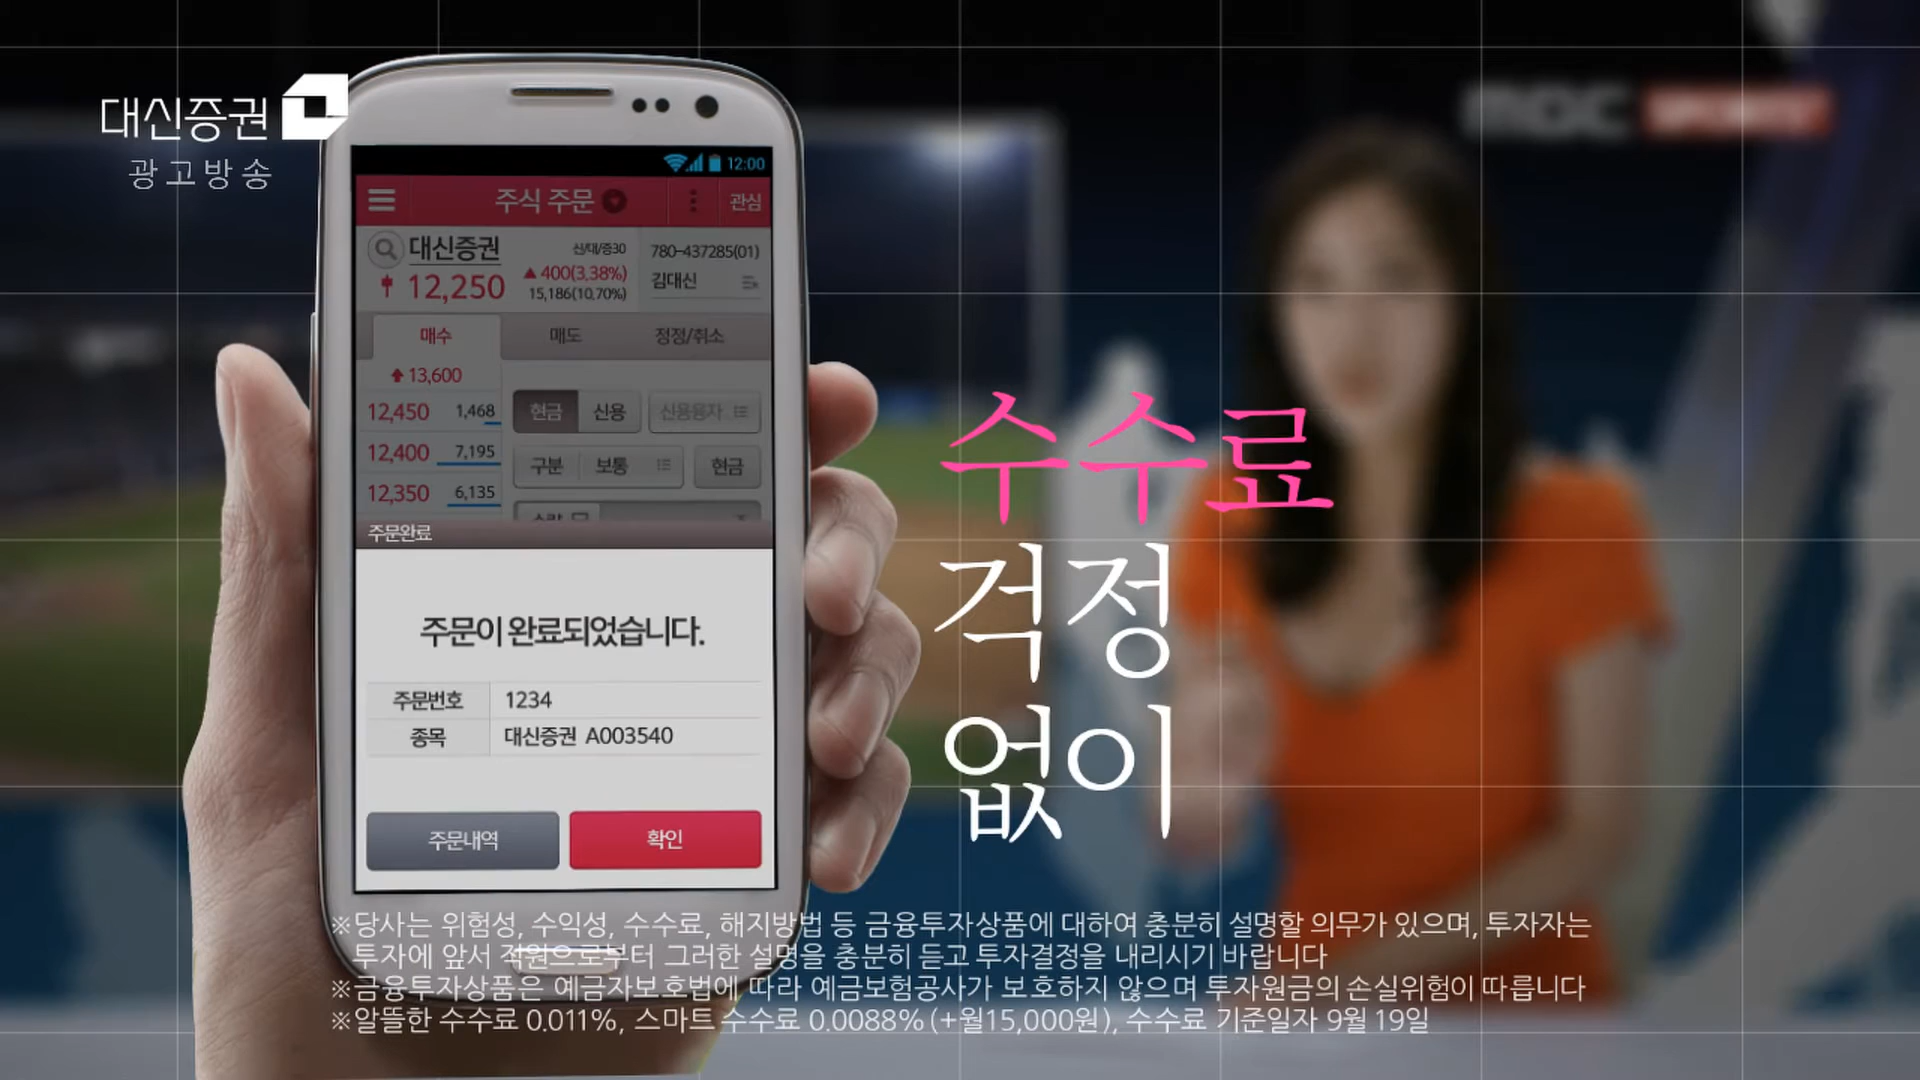 대신증권
광고방송
MBC SPORTS+
12:00
주식 주문
관심
대신증권
신/대/증30
780-437285(01)
12,250
▲400(3.38%)
김대신
15,186(10.70%)
매수
매도
정정/취소
13,600
12,450
1,468
현금
신용
신용융자
12,400
7,195
구분
보통
현금
12,350
6,135
주문완료
주문이 완료되었습니다.
주문번호
1234
종목
대신증권 A003540
주문내역
확인
수수료
걱정
없이
※당사는 위험성, 수익성, 수수료, 해지방법 등 금융투자상품에 대하여 충분히 설명할 의무가 있으며, 투자자는
투자에 앞서 직원으로부터 그러한 설명을 충분히 듣고 투자결정을 내리시기 바랍니다
※금융투자상품은 예금자보호법에 따라 예금보험공사가 보호하지 않으며 투자원금의 손실위험이 따릅니다
※알뜰한 수수료 0.011%, 스마트 수수료 0.0088% (+월15,000원), 수수료 기준일자 9월 19일